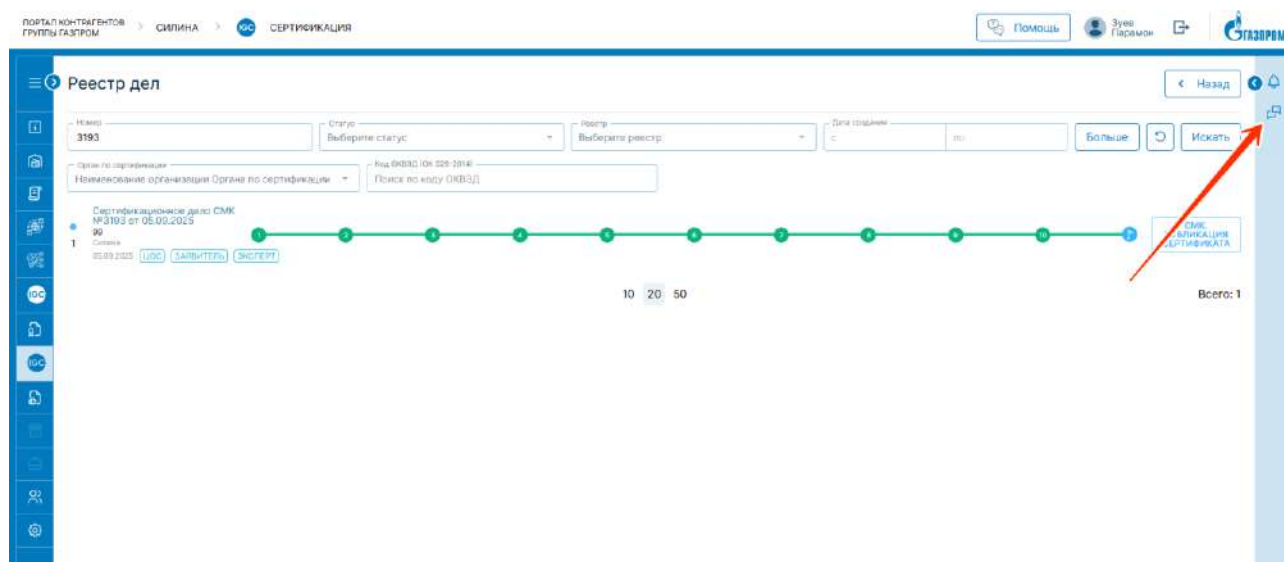 ПОРТАЛ КОНТРАГЕНТОВ
ГРУППЫ ГАЗПРОМ
СИЛИНА
IGC
СЕРТИФИКАЦИЯ
Помощь
Зуев
Парамон
ГАЗПРОМ
Реестр дел
Назад
Номер
3193
Статус
Выберите статус
Реестр
Выберите реестр
Дата создания
с
по
Больше
Искать
Орган по сертификации
Наименование организации Органа по сертификации
Код ОКВЭД (ОК 029-2014)
Поиск по коду ОКВЭД
Сертификационное дело СМК
№3193 от 05.09.2025
99
1
Силина
05.09.2025
ЦОС
ЗАЯВИТЕЛЬ
ЭКСПЕРТ
1
2
3
4
5
6
7
8
9
10
СМК:
СЕРТИФИКАТА
10 20 50
Всего: 1
IGC
IGC